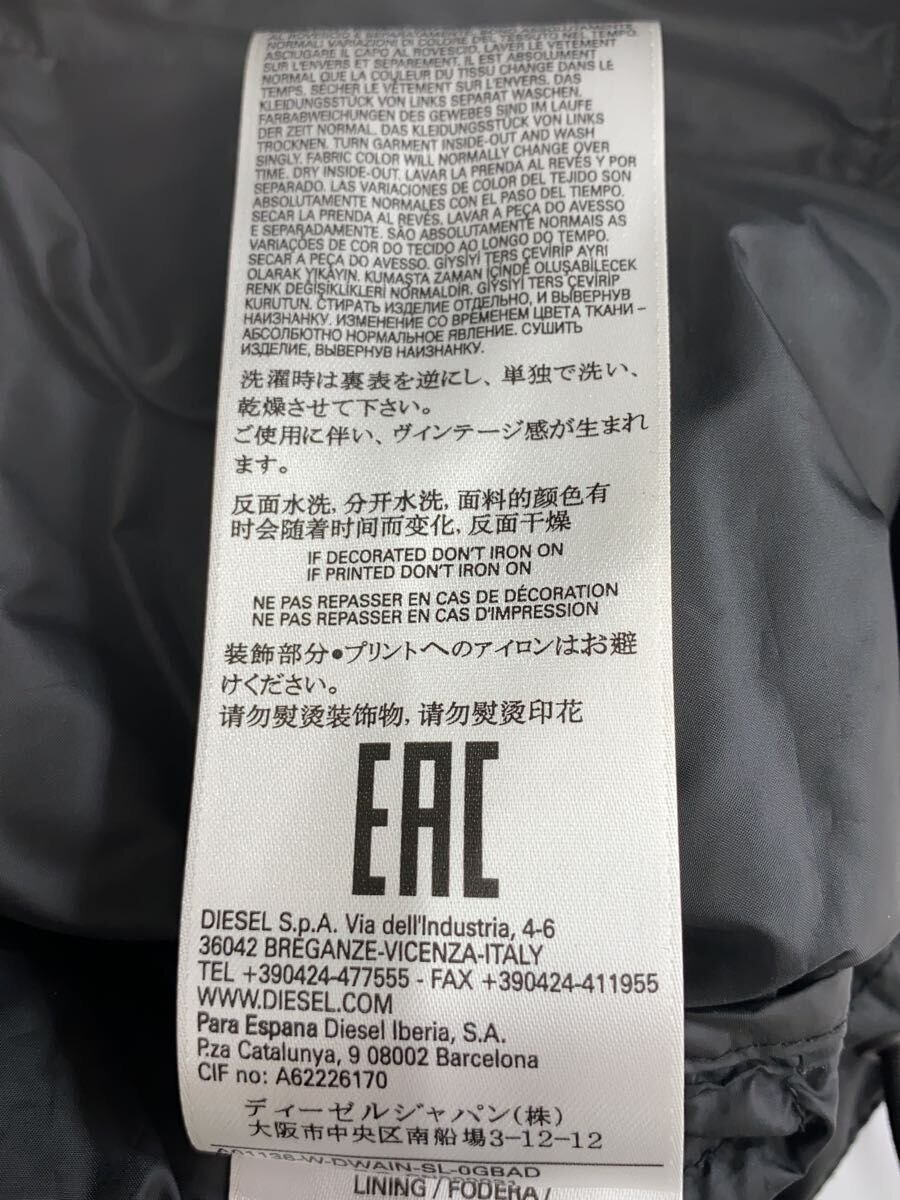 AL ROVESCIO E SEPARATAMENTE. SONO ASSOLUTAMENTE
NORMALI VARIAZIONI DI COLORE DEL TESSUTO NEL TEMPO.
ASCIUGARE IL CAPO AL ROVESCIO. LAVER LE VETEMENT
SUR L'ENVERS ET SEPAREMENT. IL EST ABSOLUMENT
NORMAL QUE LA COULEUR DU TISSU CHANGE DANS LE
TEMPS. SÉCHER LE VÊTEMENT SUR L'ENVERS. DAS
KLEIDUNGSSTÜCK VON LINKS SEPARAT WASCHEN.
FARBABWEICHUNGEN DES GEWEBES SIND IM LAUFE
DER ZEIT NORMAL. DAS KLEIDUNGSSTÜCK VON LINKS
TROCKNEN. TURN GARMENT INSIDE-OUT AND WASH
SINGLY. FABRIC COLOR WILL NORMALLY CHANGE OVER
TIME. DRY INSIDE-OUT. LAVAR LA PRENDA AL REVÉS Y POR
SEPARADO. LAS VARIACIONES DE COLOR DEL TEJIDO SON
ABSOLUTAMENTE NORMALES CON EL PASO DEL TIEMPO.
SECAR LA PRENDA AL REVÉS. LAVAR A PEÇA DO AVESSO
E SEPARADAMENTE. SÃO ABSOLUTAMENTE NORMAIS AS
VARIAÇÕES DE COR DO TECIDO AO LONGO DO TEMPO.
SECAR A PEÇA DO AVESSO. GİYSİYİ TERS ÇEVİRİP AYRI
OLARAK YIKAYIN. KUMAŞTA ZAMAN İÇİNDE OLUŞABİLECEK
RENK DEĞİŞİKLİKLERİ NORMALDİR. GİYSİYİ TERS ÇEVİRİP
KURUTUN. СТИРАТЬ ИЗДЕЛИЕ ОТДЕЛЬНО, И ВЫВЕРНУВ
НАИЗНАНКУ. ИЗМЕНЕНИЕ СО ВРЕМЕНЕМ ЦВЕТА ТКАНИ –
АБСОЛЮТНО НОРМАЛЬНОЕ ЯВЛЕНИЕ. СУШИТЬ
ИЗДЕЛИЕ, ВЫВЕРНУВ НАИЗНАНКУ.
洗濯時は裏表を逆にし、単独で洗い、
乾燥させて下さい。
ご使用に伴い、ヴインテージ感が生まれ
ます。
反面水洗, 分开水洗, 面料的颜色有
时会随着时间而变化, 反面干燥
IF DECORATED DON'T IRON ON
IF PRINTED DON'T IRON ON
NE PAS REPASSER EN CAS DE DÉCORATION
NE PAS REPASSER EN CAS D'IMPRESSION
装飾部分●プリントへのアイロンはお避
けください。
请勿熨烫装饰物, 请勿熨烫印花
EAC
DIESEL S.p.A. Via dell'Industria, 4-6
36042 BREGANZE-VICENZA-ITALY
TEL +390424-477555 - FAX +390424-411955
WWW.DIESEL.COM
Para Espana Diesel Iberia, S.A.
P.za Catalunya, 9 08002 Barcelona
CIF no: A62226170
ディーゼルジャパン(株)
大阪市中央区南船場3-12-12
A01136-W-DWAIN-SL-0GBAD
LINING / FODERA /